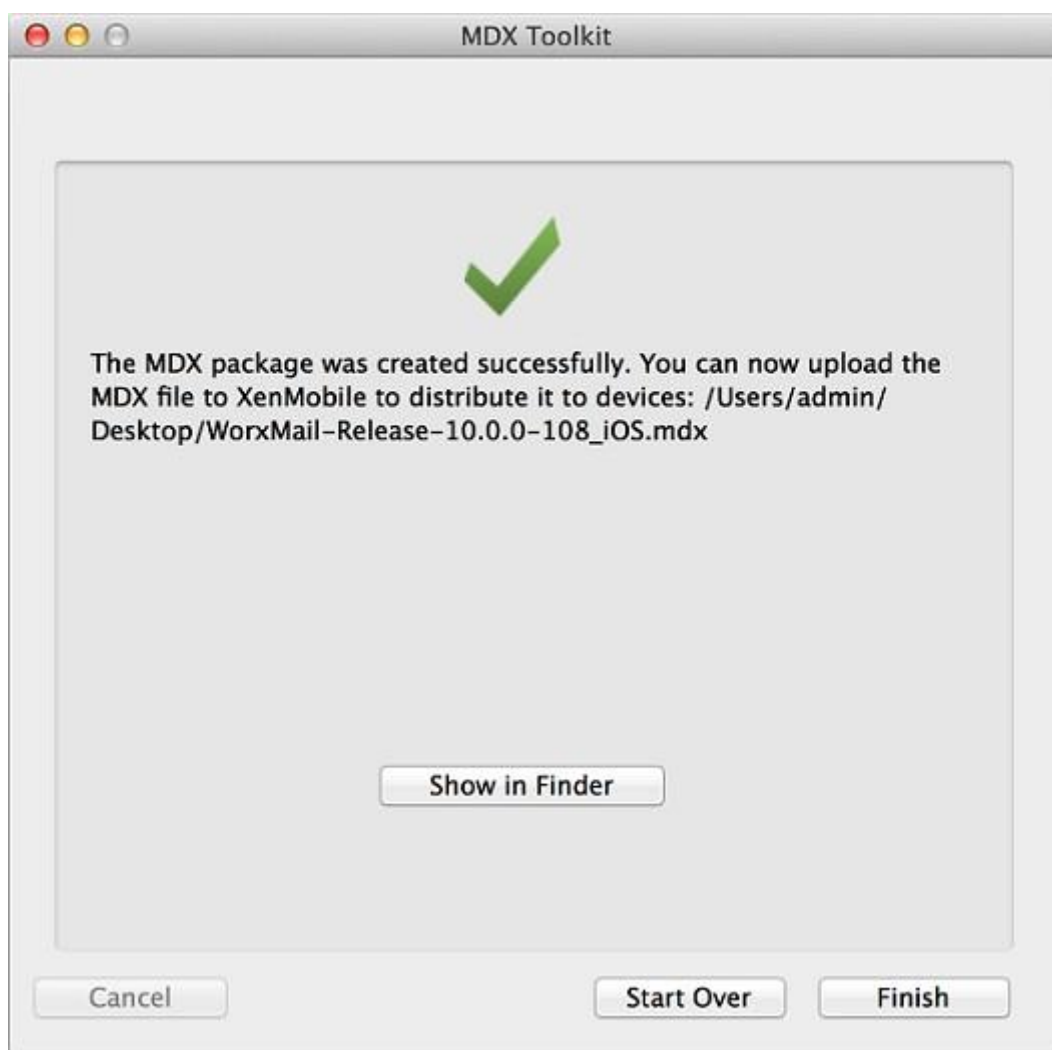 MDX Toolkit
The MDX package was created successfully. You can now upload the
MDX file to XenMobile to distribute it to devices: /Users/admin/
Desktop/WorxMail-Release-10.0.0-108_iOS.mdx
Show in Finder
Cancel
Start Over
Finish